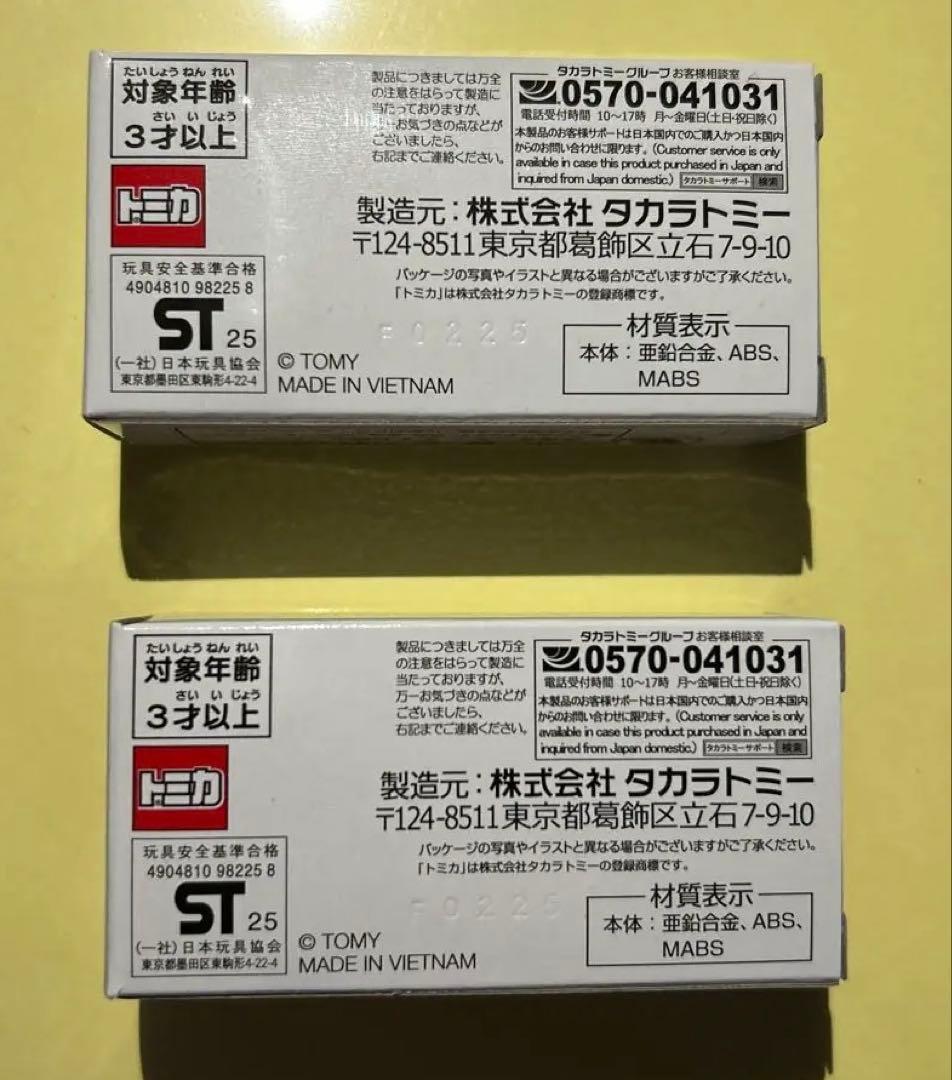 たいしょう ねん れい
対象年齢
さい い じょう
3才以上
トミカ
玩具安全基準合格
4904810 98225 8
ST 25
(一社)日本玩具協会
東京都墨田区東駒形4-22-4
© TOMY
MADE IN VIETNAM
製品につきましては万全
の注意をはらって製造に
当たっておりますが、
万一お気づきの点などが
ございましたら、
右記までご連絡ください。
タカラトミーグループ お客様相談室
0570-041031
電話受付時間 10〜17時 月〜金曜日(土日・祝日除く)
本製品のお客様サポートは日本国内でのご購入かつ日本国内
からのお問い合わせに限ります。(Customer service is only
available in case this product purchased in Japan and
inquired from Japan domestic.) タカラトミーサポート 検索
製造元:株式会社 タカラトミー
〒124-8511東京都葛飾区立石7-9-10
パッケージの写真やイラストと異なる場合がございますがご了承ください。
「トミカ」は株式会社タカラトミーの登録商標です。
F0225
材質表示
本体:亜鉛合金、ABS、
MABS
たいしょう ねん れい
対象年齢
さい い じょう
3才以上
トミカ
玩具安全基準合格
4904810 98225 8
ST 25
(一社)日本玩具協会
東京都墨田区東駒形4-22-4
© TOMY
MADE IN VIETNAM
製品につきましては万全
の注意をはらって製造に
当たっておりますが、
万一お気づきの点などが
ございましたら、
右記までご連絡ください。
タカラトミーグループ お客様相談室
0570-041031
電話受付時間 10〜17時 月〜金曜日(土日・祝日除く)
本製品のお客様サポートは日本国内でのご購入かつ日本国内
からのお問い合わせに限ります。(Customer service is only
available in case this product purchased in Japan and
inquired from Japan domestic.) タカラトミーサポート 検索
製造元:株式会社 タカラトミー
〒124-8511東京都葛飾区立石7-9-10
パッケージの写真やイラストと異なる場合がございますがご了承ください。
「トミカ」は株式会社タカラトミーの登録商標です。
F0225
材質表示
本体:亜鉛合金、ABS、
MABS